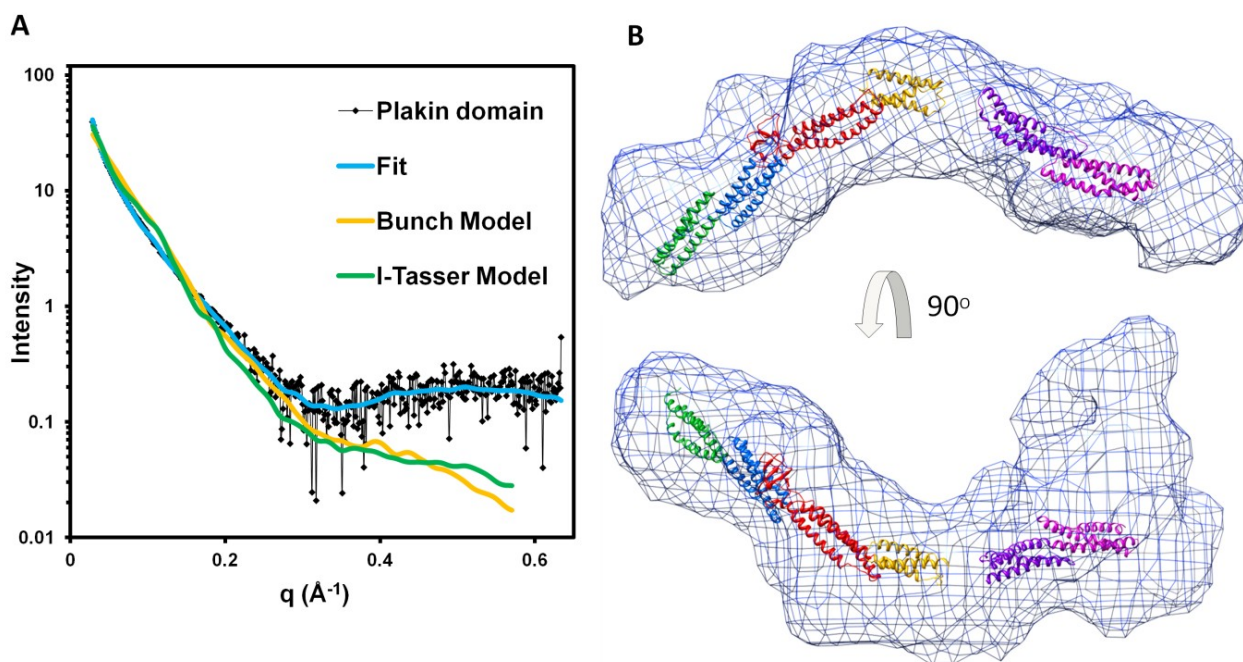 A
B
100
10
1
0.1
0.01
Intensity
Plakin domain
Fit
Bunch Model
I-Tasser Model
0
0.2
0.4
0.6
q (Å⁻¹)
90°